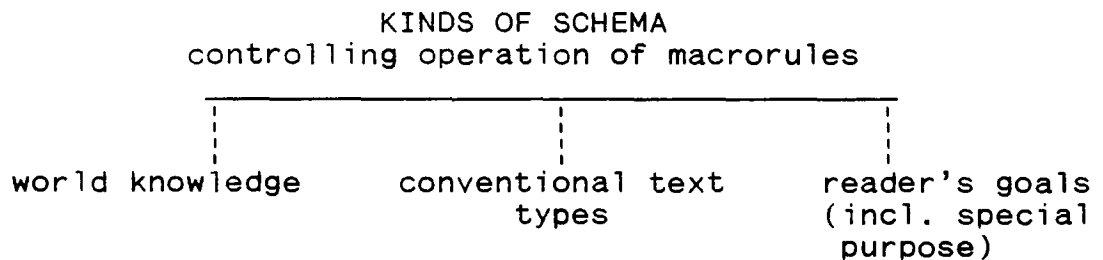 KINDS OF SCHEMA
controlling operation of macrorules
world knowledge conventional text reader's goals
types (incl. special
purpose)